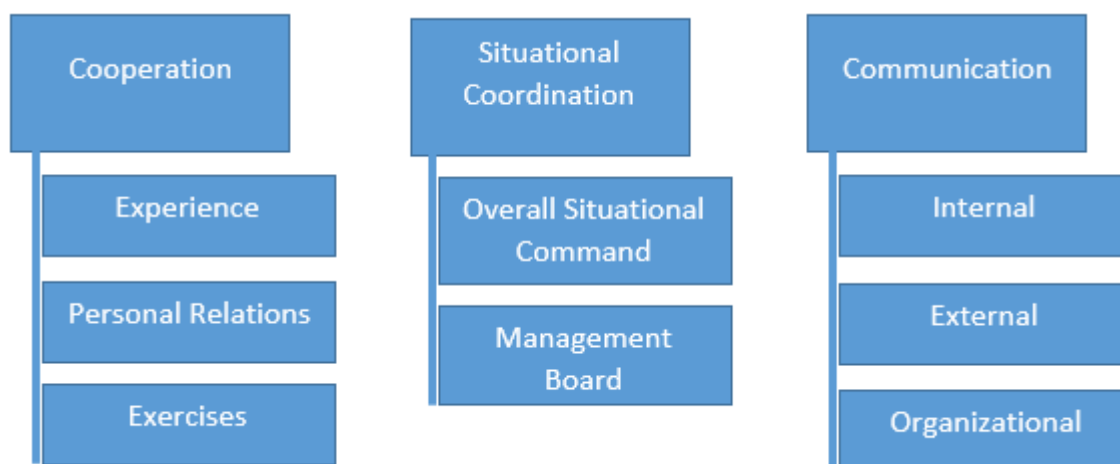 Cooperation
Experience
Personal Relations
Exercises
Situational
Coordination
Overall Situational
Command
Management
Board
Communication
Internal
External
Organizational